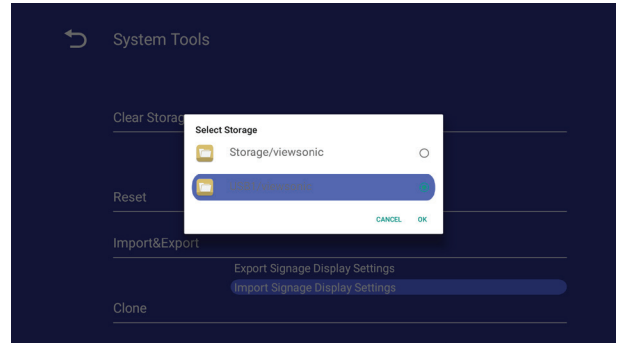 System Tools
Clear Storag
Select Storage
Storage/viewsonic
CANCEL OK
Reset
Import&Export
Export Signage Display Settings
Import Signage Display Settings
Clone